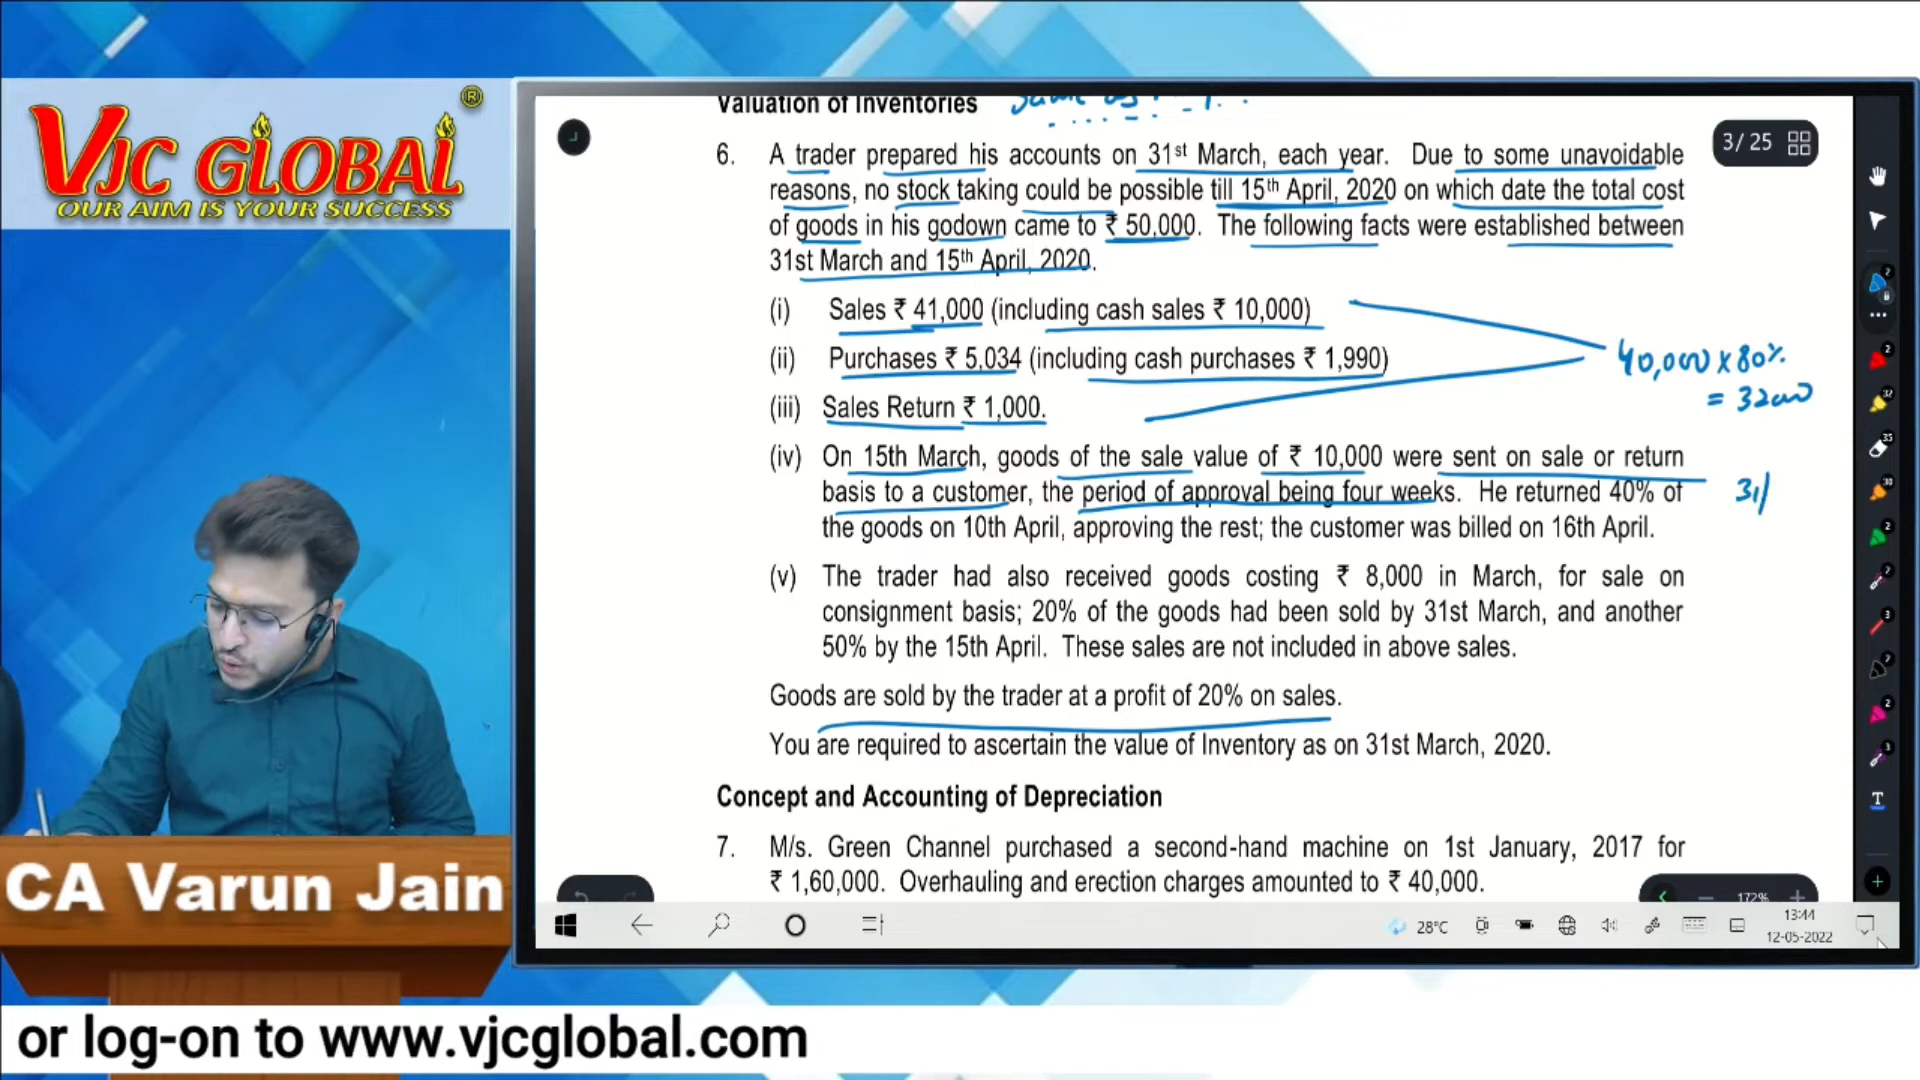 VJC GLOBAL ®
OUR AIM IS YOUR SUCCESS
Valuation of Inventories
3/ 25
6. A trader prepared his accounts on 31st March, each year. Due to some unavoidable
reasons, no stock taking could be possible till 15th April, 2020 on which date the total cost
of goods in his godown came to ₹ 50,000. The following facts were established between
31st March and 15th April, 2020.
(i) Sales ₹ 41,000 (including cash sales ₹ 10,000)
(ii) Purchases ₹ 5,034 (including cash purchases ₹ 1,990)
40,000 x 80%
(iii) Sales Return ₹ 1,000.
(iv) On 15th March, goods of the sale value of ₹ 10,000 were sent on sale or return
basis to a customer, the period of approval being four weeks. He returned 40% of
31/
the goods on 10th April, approving the rest; the customer was billed on 16th April.
(v) The trader had also received goods costing ₹ 8,000 in March, for sale on
consignment basis; 20% of the goods had been sold by 31st March, and another
50% by the 15th April. These sales are not included in above sales.
Goods are sold by the trader at a profit of 20% on sales.
You are required to ascertain the value of Inventory as on 31st March, 2020.
Concept and Accounting of Depreciation
7. M/s. Green Channel purchased a second-hand machine on 1st January, 2017 for
₹ 1,60,000. Overhauling and erection charges amounted to ₹ 40,000.
172%
28°C
13:44
12-05-2022
CA Varun Jain
or log-on to www.vjcglobal.com